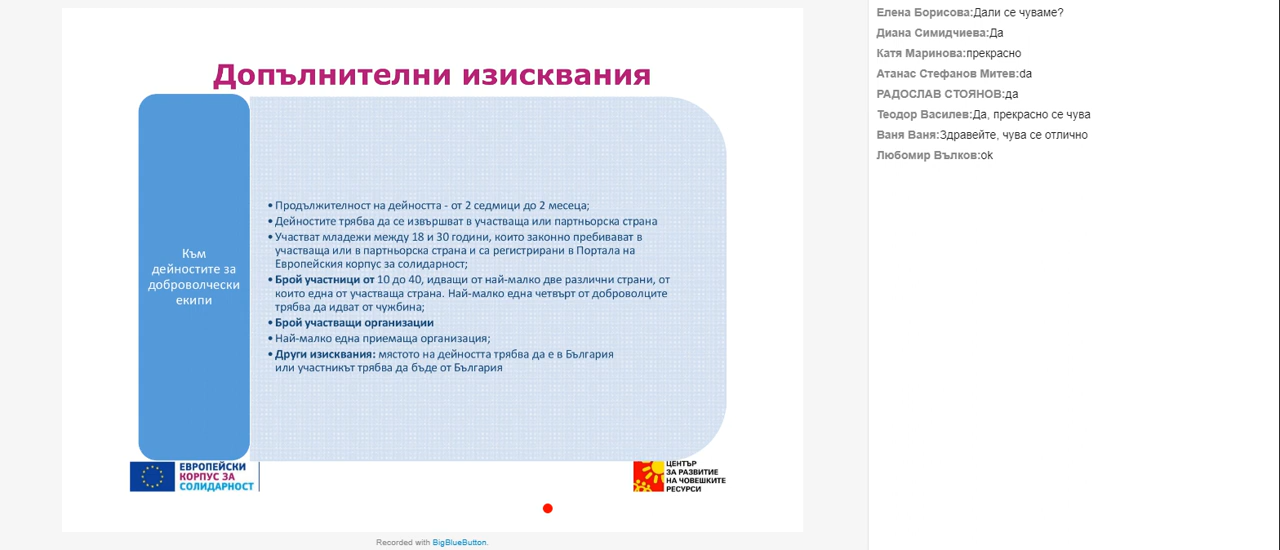 Допълнителни изисквания
Към
дейностите за
доброволчески
екипи
• Продължителност на дейността - от 2 седмици до 2 месеца;
• Дейностите трябва да се извършват в участваща или партньорска страна
• Участват младежи между 18 и 30 години, които законно пребивават в
участваща или в партньорска страна и са регистрирани в Портала на
Европейския корпус за солидарност;
• Брой участници от 10 до 40, идващи от най-малко две различни страни, от
които една от участваща страна. Най-малко една четвърт от доброволците
трябва да идват от чужбина;
• Брой участващи организации
• Най-малко една приемаща организация;
• Други изисквания: мястото на дейността трябва да е в България
или участникът трябва да бъде от България
ЕВРОПЕЙСКИ
КОРПУС ЗА
СОЛИДАРНОСТ
ЦЕНТЪР
ЗА РАЗВИТИЕ
НА ЧОВЕШКИТЕ
РЕСУРСИ
Recorded with BigBlueButton.
Елена Борисова:Дали се чуваме?
Диана Симидчиева:Да
Катя Маринова:прекрасно
Атанас Стефанов Митев:da
РАДОСЛАВ СТОЯНОВ:да
Теодор Василев:Да, прекрасно се чува
Ваня Ваня:Здравейте, чува се отлично
Любомир Вълков:ok